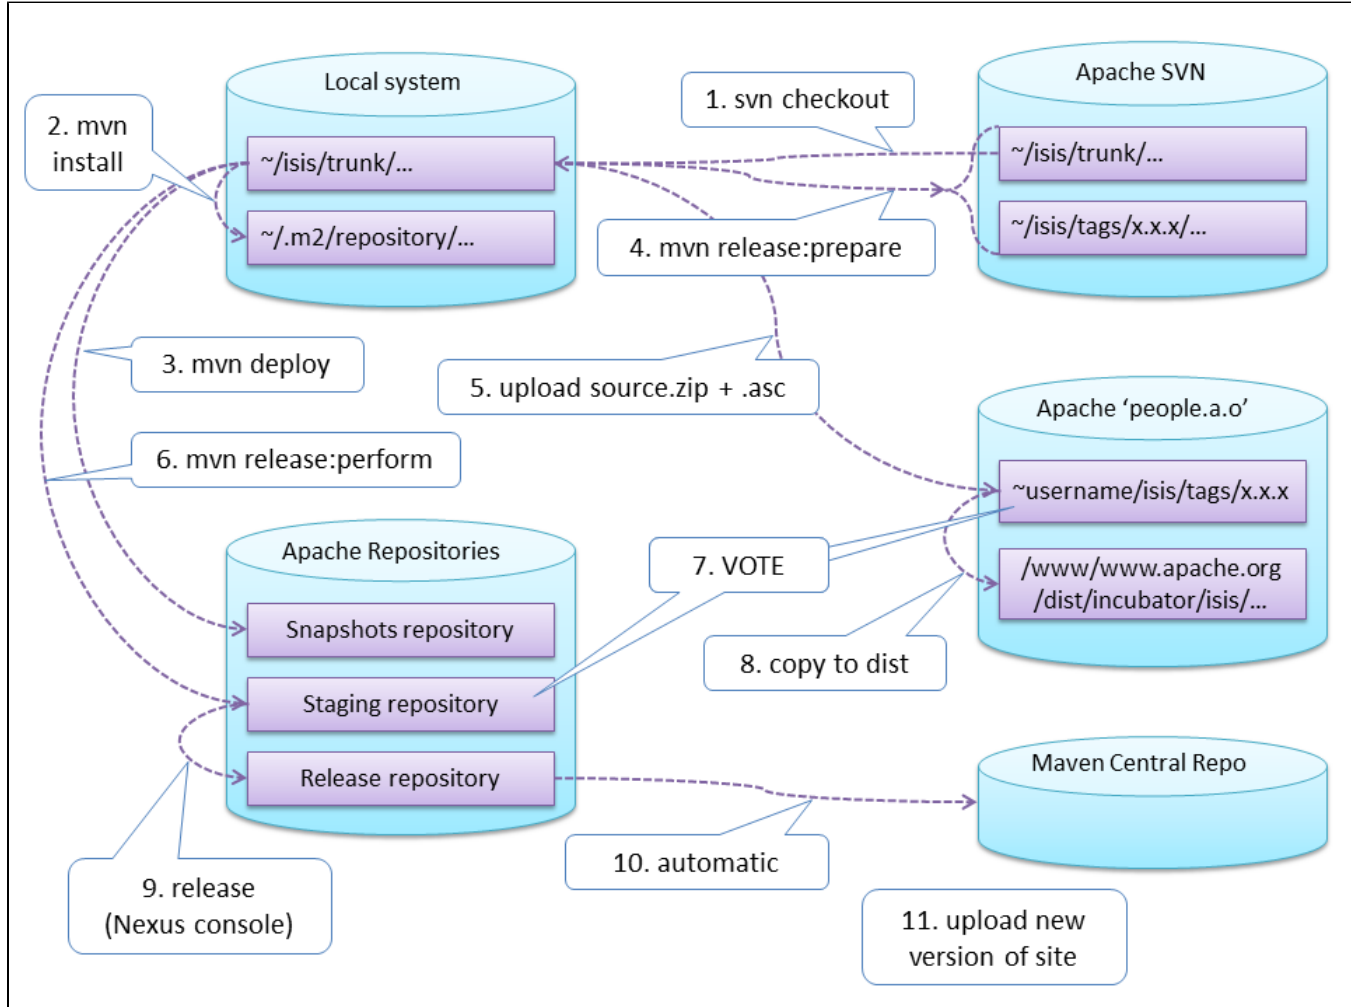 Local system
~/isis/trunk/...
~/.m2/repository/...
Apache SVN
~/isis/trunk/...
~/isis/tags/x.x.x/...
1. svn checkout
2. mvn
install
4. mvn release:prepare
3. mvn deploy
5. upload source.zip + .asc
6. mvn release:perform
Apache ‘people.a.o’
~username/isis/tags/x.x.x
/www/www.apache.org
/dist/incubator/isis/...
Apache Repositories
Snapshots repository
Staging repository
Release repository
7. VOTE
8. copy to dist
Maven Central Repo
9. release
(Nexus console)
10. automatic
11. upload new
version of site